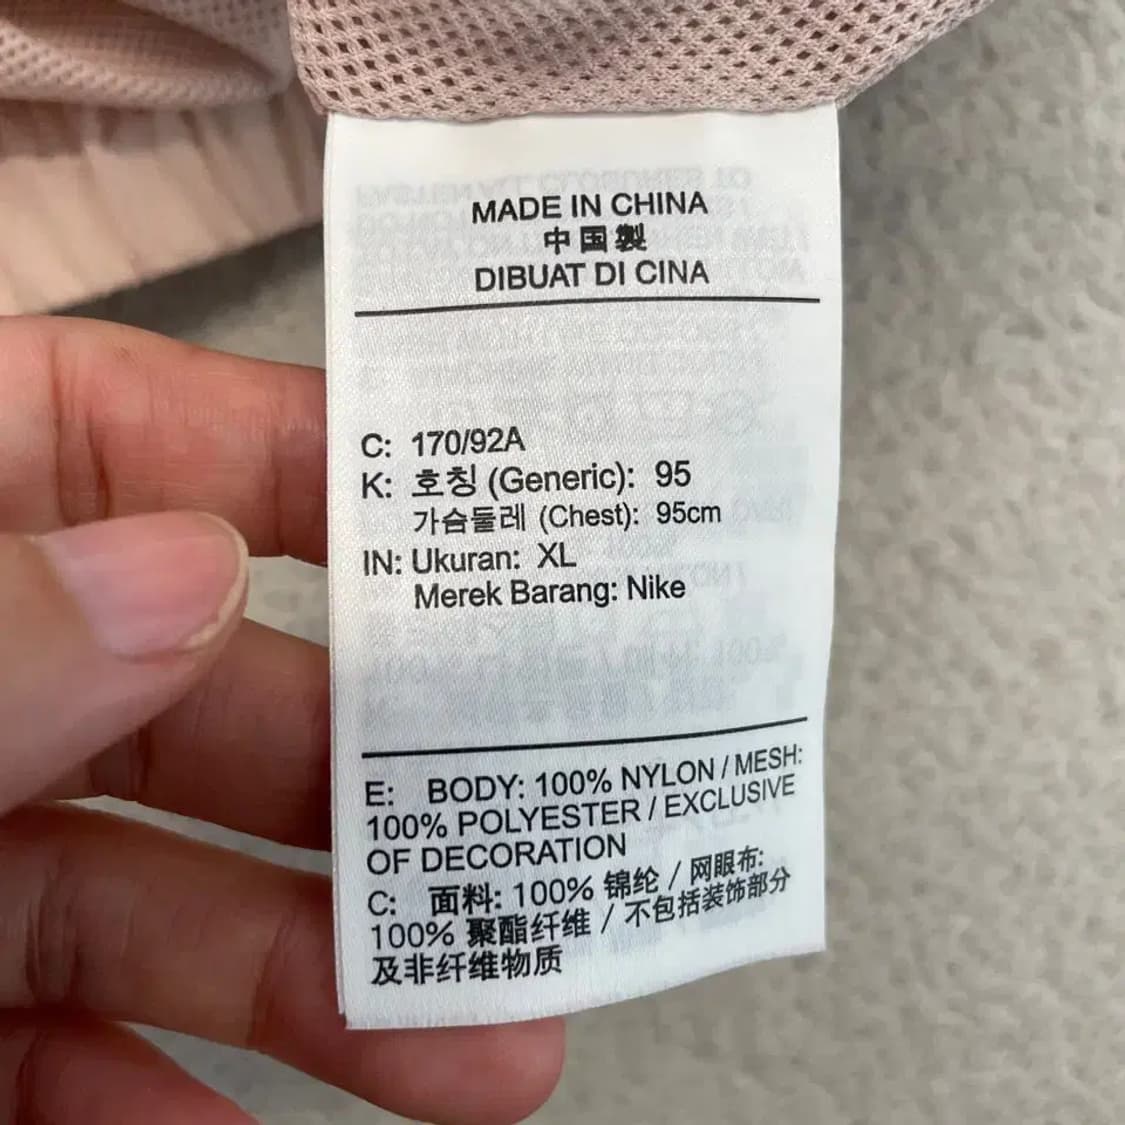 MADE IN CHINA
中国製
DIBUAT DI CINA
C: 170/92A
K: 호칭 (Generic): 95
가슴둘레 (Chest): 95cm
IN: Ukuran: XL
Merek Barang: Nike
E: BODY: 100% NYLON / MESH:
100% POLYESTER / EXCLUSIVE
OF DECORATION
C: 面料: 100% 锦纶 / 网眼布:
100% 聚酯纤维 / 不包括装饰部分
及非纤维物质